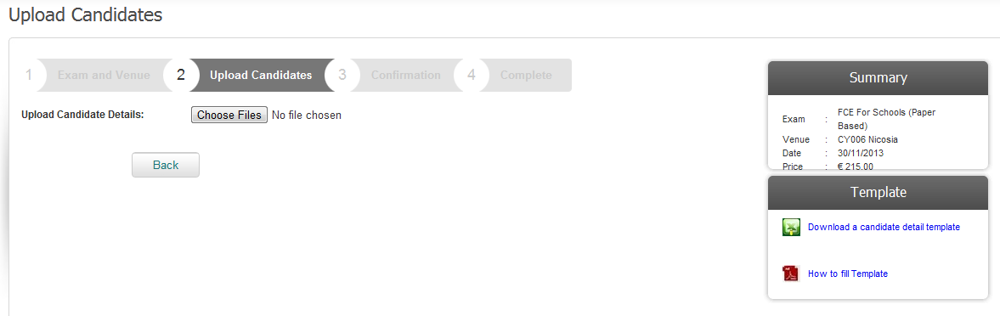 Upload Candidates
1 Exam and Venue 2 Upload Candidates 3 Confirmation 4 Complete
Upload Candidate Details: Choose Files No file chosen
Back
Summary
Exam : FCE For Schools (Paper
Based)
Venue : CY006 Nicosia
Date : 30/11/2013
Price : € 215.00
Template
Download a candidate detail template
How to fill Template